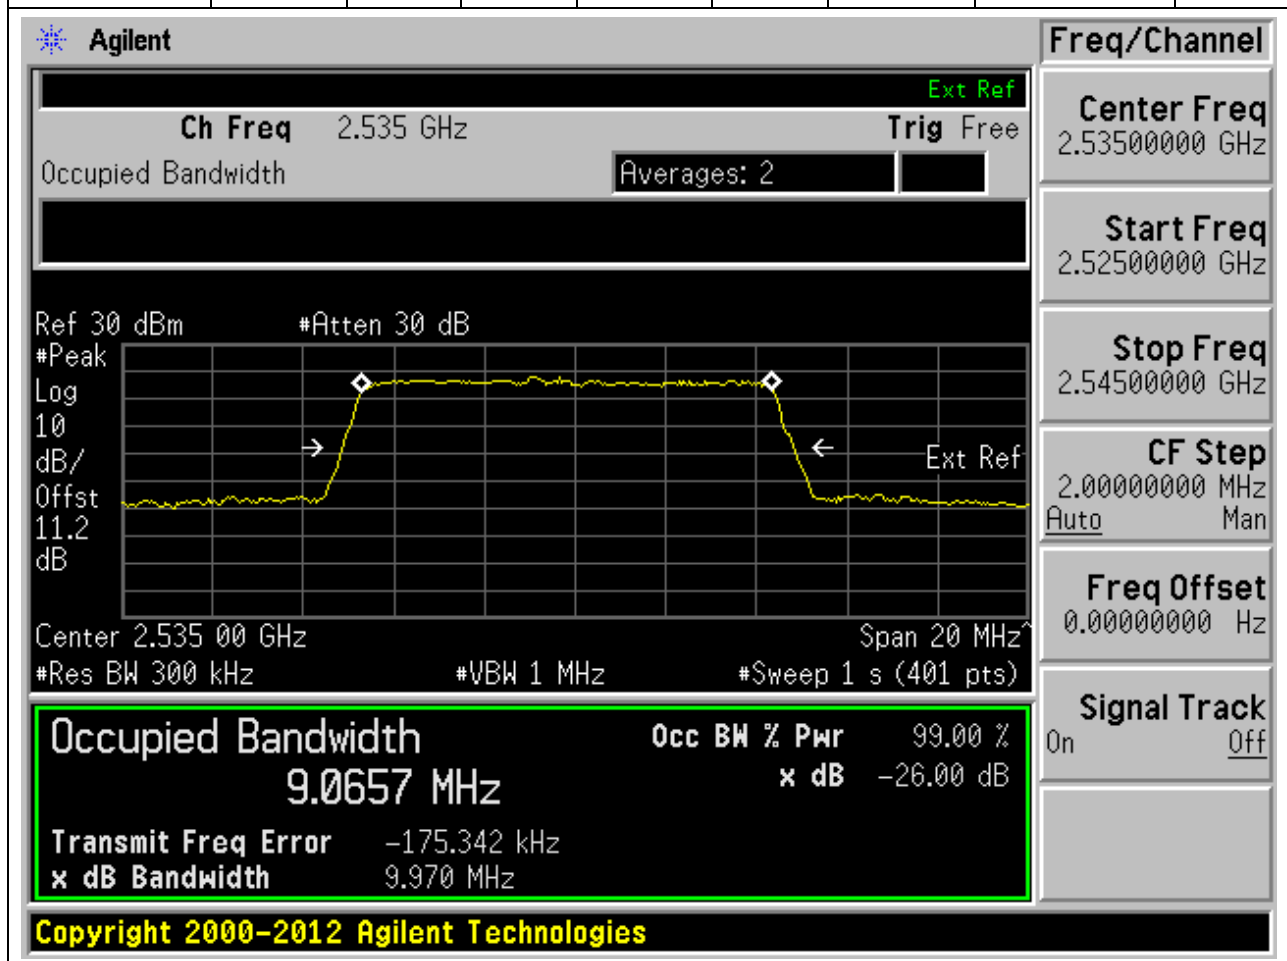 Agilent
Freq/Channel
Ext Ref
Ch Freq 2.535 GHz
Trig Free
Occupied Bandwidth
Averages: 2
Ref 30 dBm #Atten 30 dB
#Peak
Log
10
dB/
Offst
11.2
dB
Ext Ref
Center 2.535 00 GHz Span 20 MHz^
#Res BW 300 kHz #VBW 1 MHz #Sweep 1 s (401 pts)
Occupied Bandwidth
9.0657 MHz
Occ BW % Pwr 99.00 %
x dB -26.00 dB
Transmit Freq Error -175.342 kHz
x dB Bandwidth 9.970 MHz
Copyright 2000-2012 Agilent Technologies
Center Freq
2.53500000 GHz
Start Freq
2.52500000 GHz
Stop Freq
2.54500000 GHz
CF Step
2.00000000 MHz
Auto Man
Freq Offset
0.00000000 Hz
Signal Track
On Off